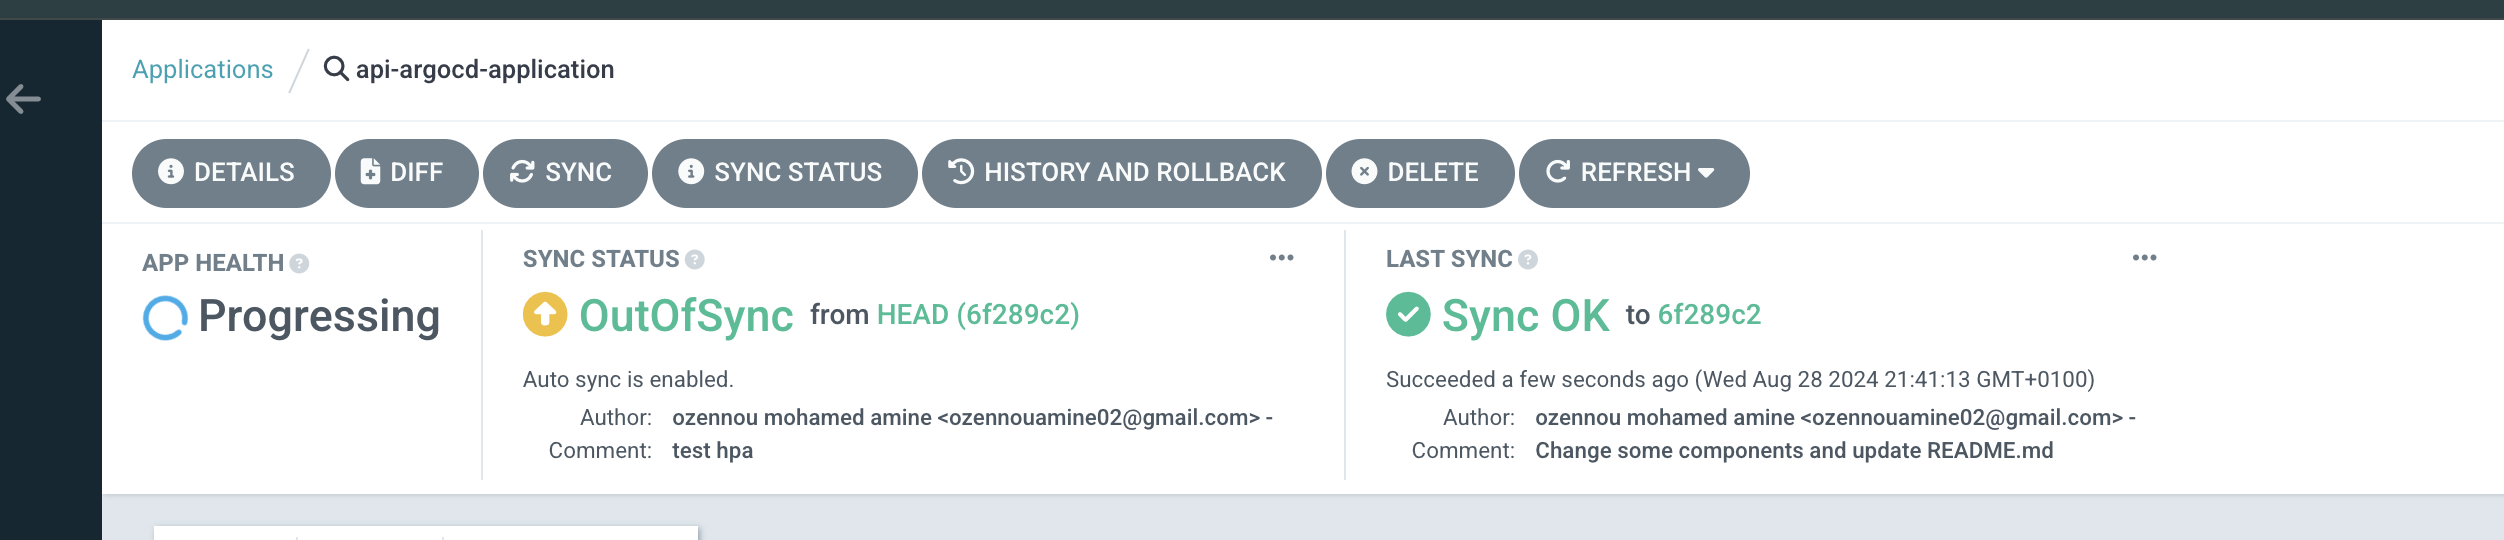 Applications / api-argocd-application
DETAILS DIFF SYNC SYNC STATUS HISTORY AND ROLLBACK DELETE REFRESH
APP HEALTH
Progressing
SYNC STATUS
OutOfSync from HEAD (6f289c2)
Auto sync is enabled.
Author: ozennou mohamed amine <ozennouamine02@gmail.com> -
Comment: test hpa
LAST SYNC
Sync OK to 6f289c2
Succeeded a few seconds ago (Wed Aug 28 2024 21:41:13 GMT+0100)
Author: ozennou mohamed amine <ozennouamine02@gmail.com> -
Comment: Change some components and update README.md